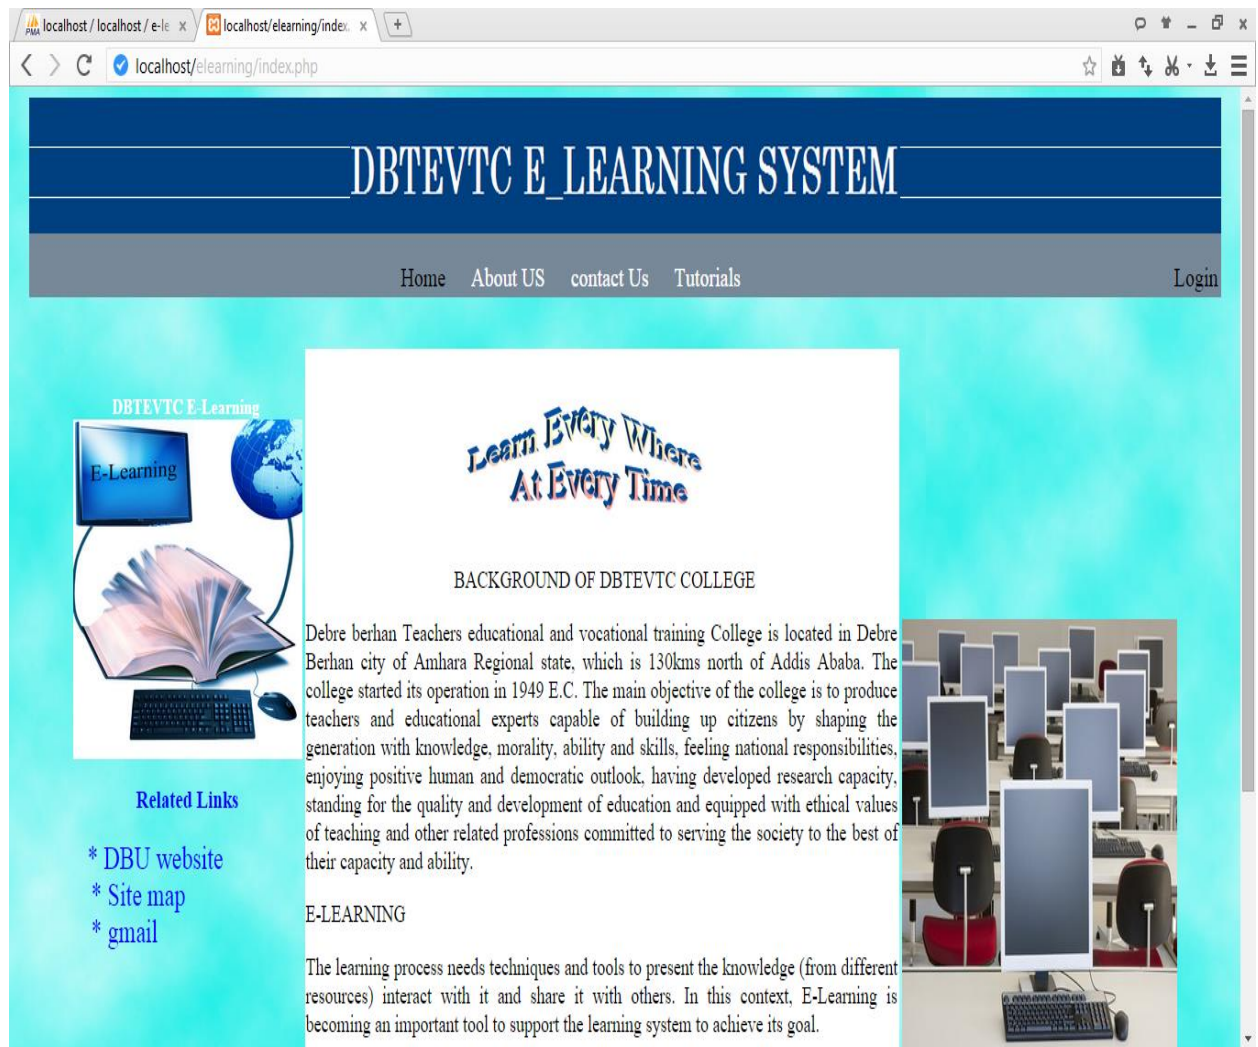 localhost / localhost / e-le
localhost/elearning/index.
localhost/elearning/index.php
DBTEVTC E_LEARNING SYSTEM
Home About US contact Us Tutorials Login
DBTEVTC E-Learning
E-Learning
Related Links
* DBU website
* Site map
* gmail
Learn Every Where
At Every Time
BACKGROUND OF DBTEVTC COLLEGE
Debre berhan Teachers educational and vocational training College is located in Debre
Berhan city of Amhara Regional state, which is 130kms north of Addis Ababa. The
college started its operation in 1949 E.C. The main objective of the college is to produce
teachers and educational experts capable of building up citizens by shaping the
generation with knowledge, morality, ability and skills, feeling national responsibilities,
enjoying positive human and democratic outlook, having developed research capacity,
standing for the quality and development of education and equipped with ethical values
of teaching and other related professions committed to serving the society to the best of
their capacity and ability.
E-LEARNING
The learning process needs techniques and tools to present the knowledge (from different
resources) interact with it and share it with others. In this context, E-Learning is
becoming an important tool to support the learning system to achieve its goal.